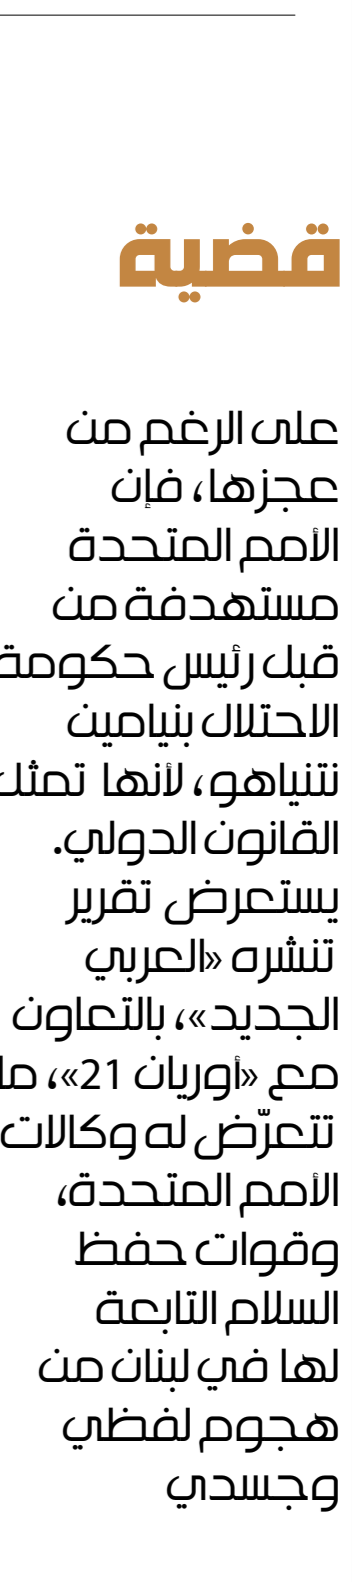 قضية
على الرغم من
عجزها، فإن
الأمم المتحدة
مستهدفة من
قبل رئيس حكومة
الاحتلال بنيامين
نتنياهو، لأنها تمثل
القانون الدولي.
يستعرض تقرير
تنشره «العربي
الجديد»، بالتعاون
مع «أوريان 21»، ما
تتعرّض له وكالات
الأمم المتحدة،
وقوات حفظ
السلام التابعة
لها في لبنان من
هجوم لفظي
وجسدي